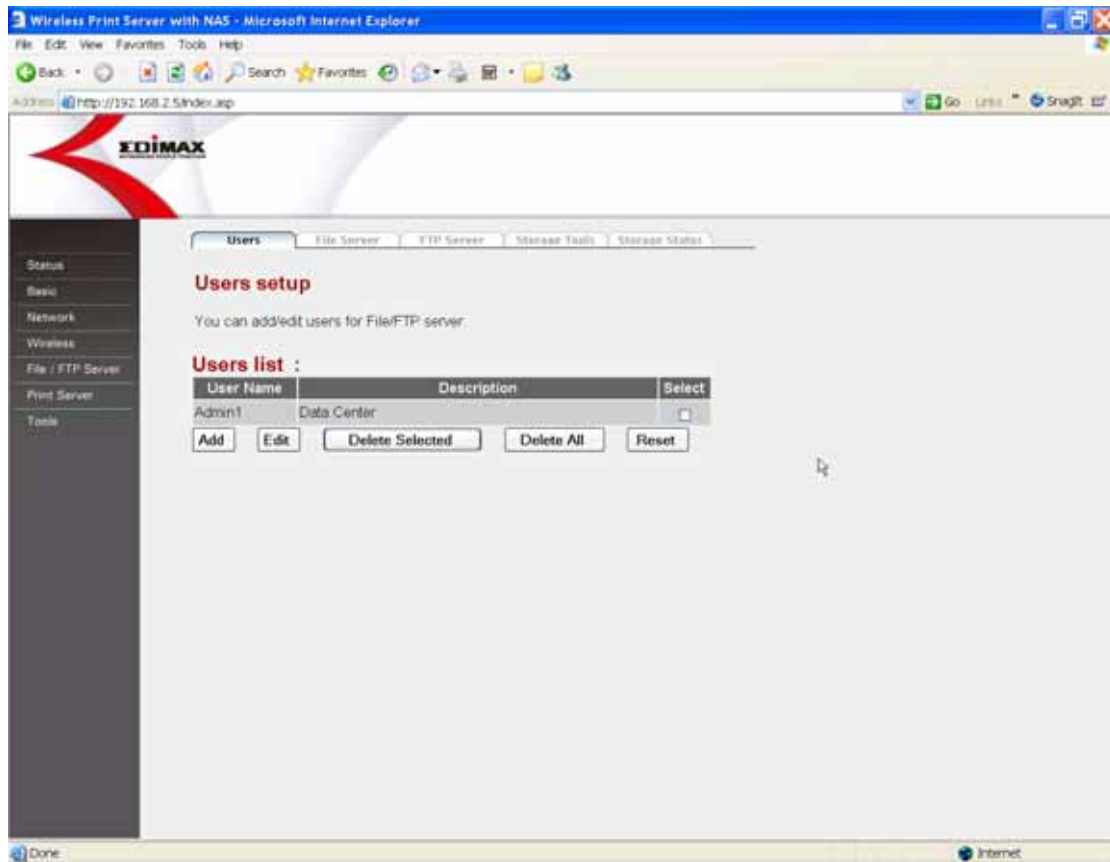 Wireless Print Server with NAS - Microsoft Internet Explorer
File Edit View Favorites Tools Help
Back Search Favorites
Address http://192.168.2.5/index.asp Go Links » SnagIt
EDIMAX
Users File Server FTP Server Storage Tools Storage Status
Status
Basic
Network
Wireless
File / FTP Server
Print Server
Tools
Users setup
You can add/edit users for File/FTP server.
Users list :
User Name Description Select
Admin1 Data Center
Add Edit Delete Selected Delete All Reset
Done Internet